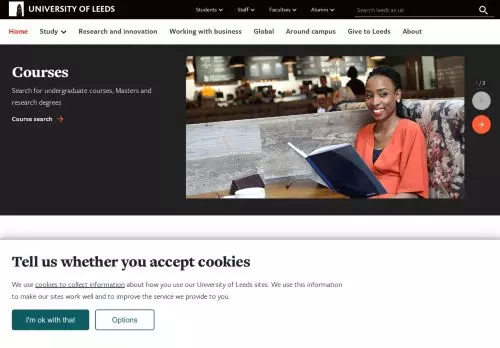 UNIVERSITY OF LEEDS
Students Staff Faculties Alumni Search leeds.ac.uk
Home Study Research and innovation Working with business Global Around campus Give to Leeds About
Courses
Search for undergraduate courses, Masters and
research degrees
Course search
1 / 3
Tell us whether you accept cookies
We use cookies to collect information about how you use our University of Leeds sites. We use this information
to make our sites work well and to improve the service we provide to you.
I'm ok with that Options